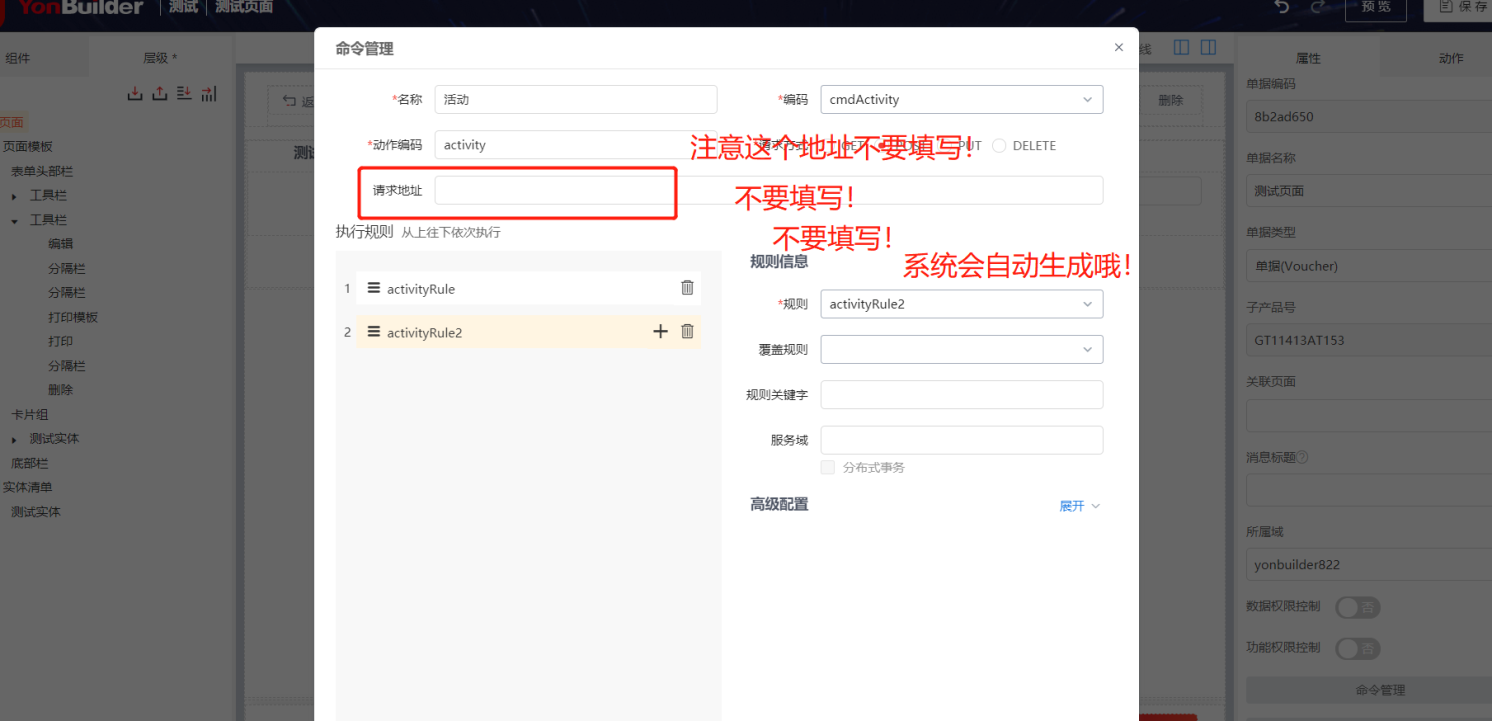 YonBuilder 测试 测试页面 预览 保存
组件 层级 *
命令管理 ×
线
属性 动作
*名称 活动 *编码 cmdActivity
*动作编码 activity 请求方式 GET POST PUT DELETE
注意这个地址不要填写！
请求地址
不要填写！
不要填写！
系统会自动生成哦！
执行规则 从上往下依次执行
1 activityRule
2 activityRule2
规则信息
*规则 activityRule2
覆盖规则
规则关键字
服务域
分布式事务
高级配置 展开
页面
页面模板
表单头部栏
工具栏
工具栏
编辑
分隔栏
分隔栏
打印模板
打印
分隔栏
删除
卡片组
测试实体
底部栏
实体清单
测试实体
返
测试
删除
单据编码
8b2ad650
单据名称
测试页面
单据类型
单据(Voucher)
子产品号
GT11413AT153
关联页面
消息标题
所属域
yonbuilder822
数据权限控制 否
功能权限控制 否
命令管理